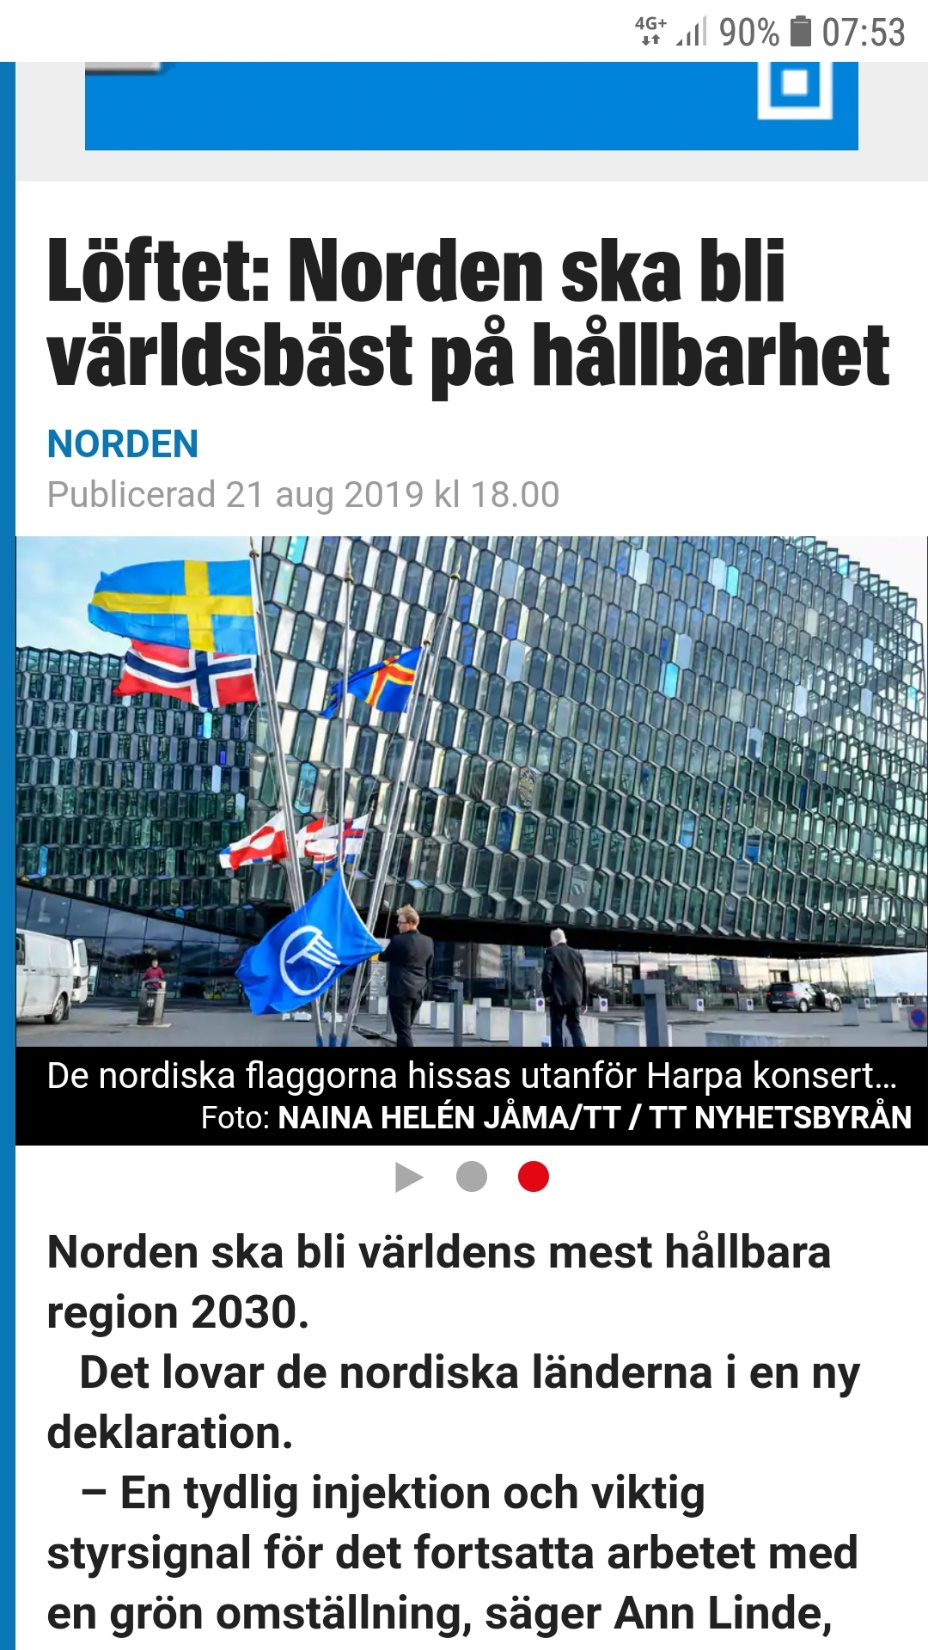 4G+ 90% 07:53
Löftet: Norden ska bli
världsbäst på hållbarhet
NORDEN
Publicerad 21 aug 2019 kl 18.00
De nordiska flaggorna hissas utanför Harpa konsert...
Foto: NAINA HELÉN JÅMA/TT / TT NYHETSBYRÅN
Norden ska bli världens mest hållbara
region 2030.
Det lovar de nordiska länderna i en ny
deklaration.
– En tydlig injektion och viktig
styrsignal för det fortsatta arbetet med
en grön omställning, säger Ann Linde,